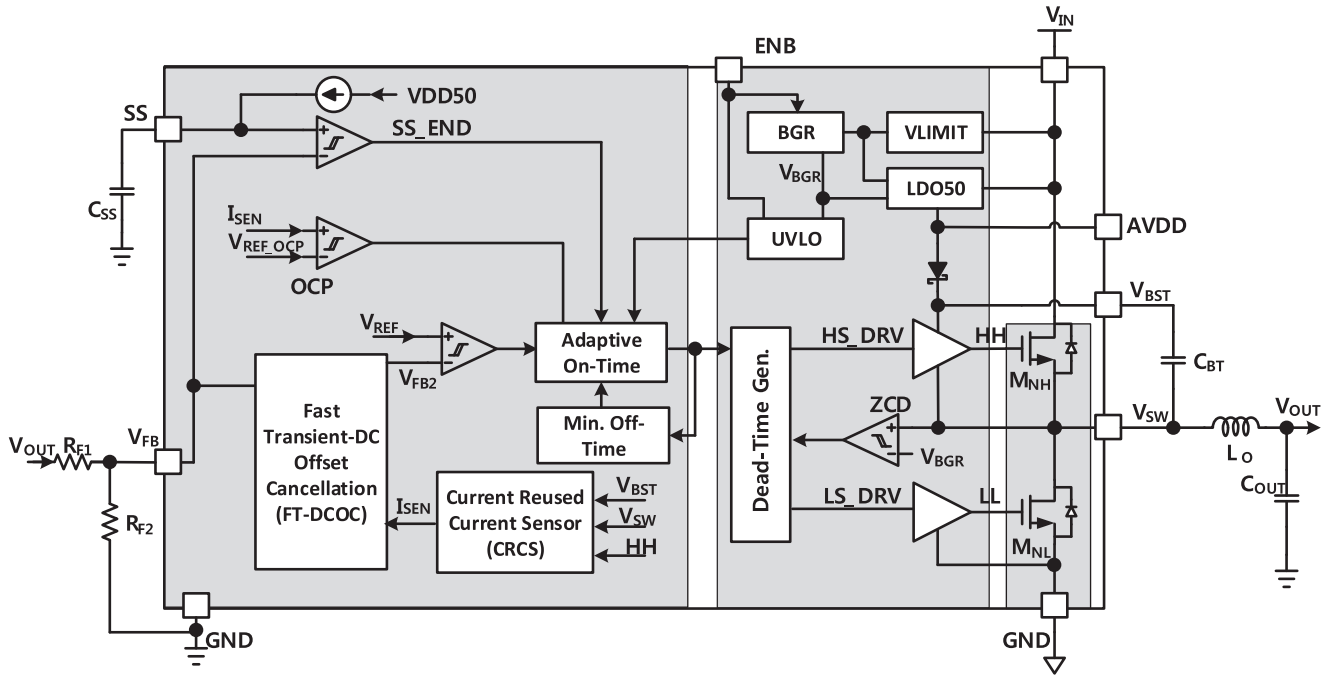 V_IN
ENB
SS
VDD50
SS_END
BGR
VLIMIT
V_BGR
LDO50
C_SS
I_SEN
V_REF_OCP
OCP
UVLO
AVDD
V_BST
V_REF
V_FB2
Adaptive
On-Time
HS_DRV
HH
M_NH
C_BT
Fast
Transient-DC
Offset
Cancellation
(FT-DCOC)
Min. Off-
Time
Dead-Time Gen.
ZCD
V_BGR
V_SW
V_OUT
L_O
C_OUT
V_OUT
R_F1
V_FB
R_F2
I_SEN
Current Reused
Current Sensor
(CRCS)
V_BST
V_SW
HH
LS_DRV
LL
M_NL
GND
GND